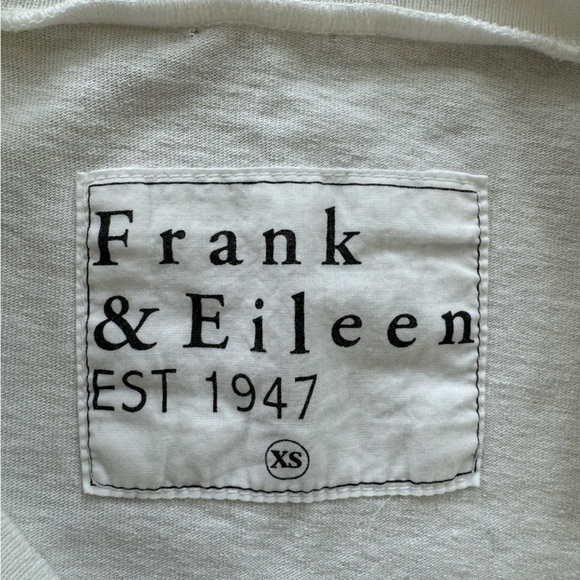 Frank
& Eileen
EST 1947
XS